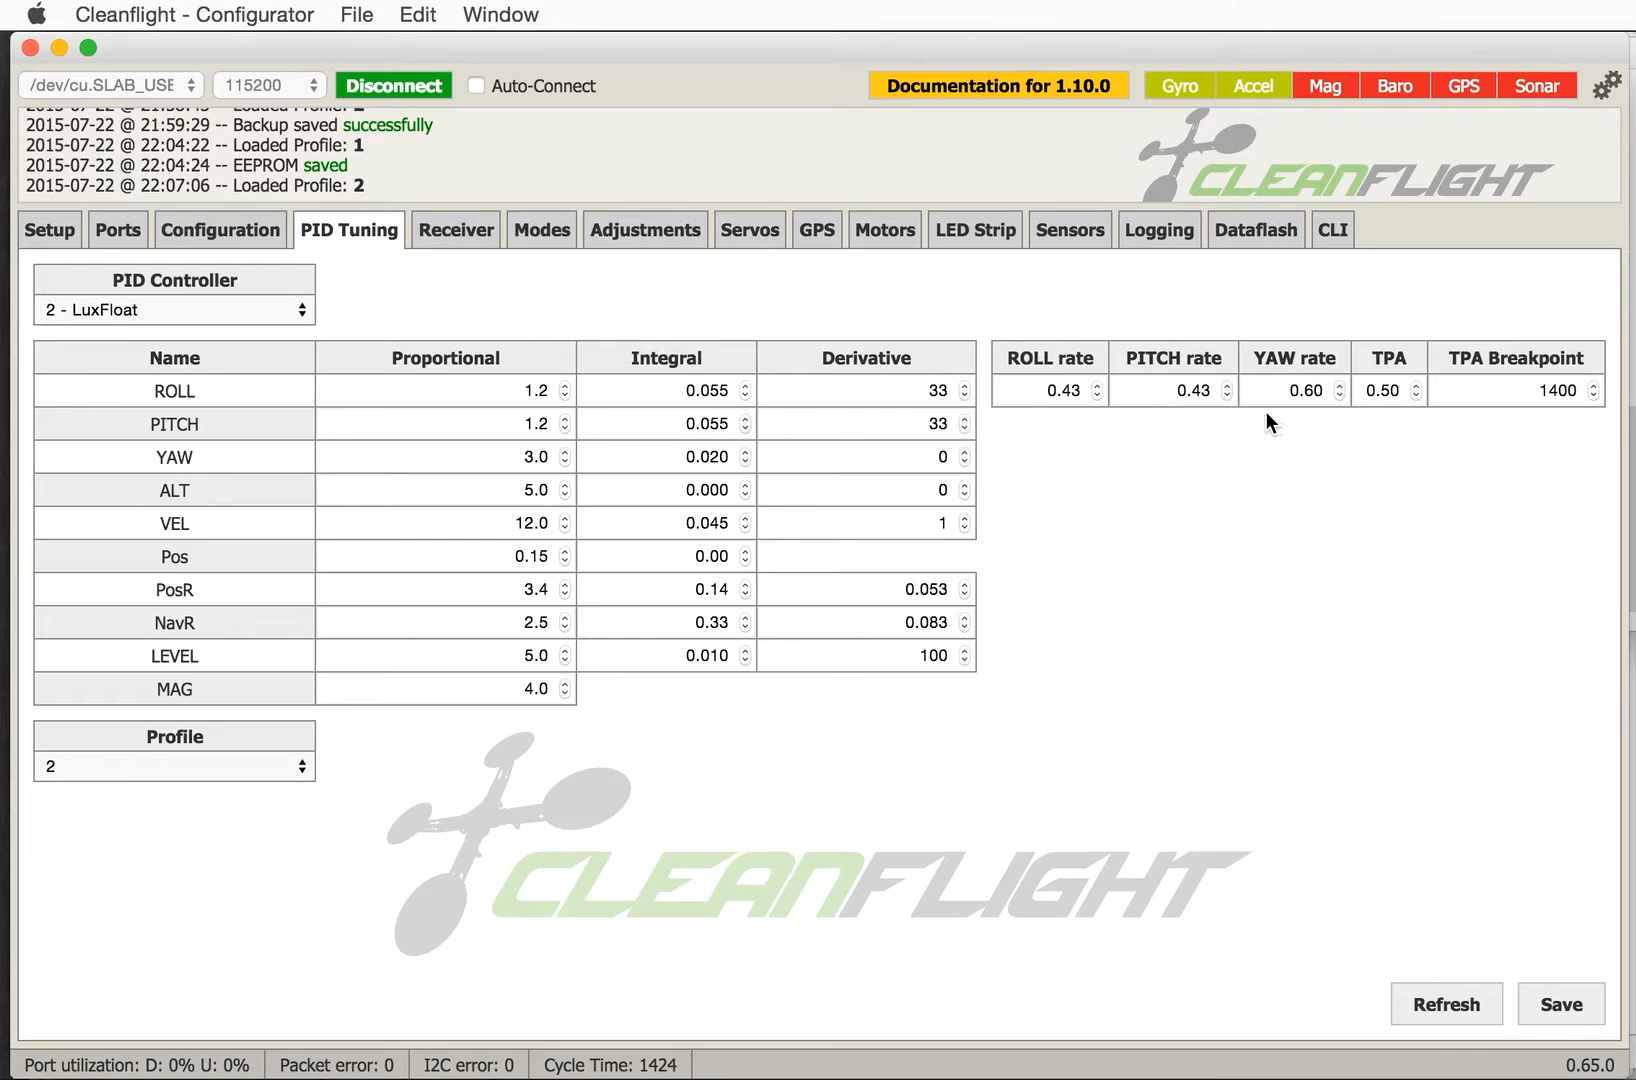 Cleanflight - Configurator File Edit Window
/dev/cu.SLAB_USE 115200 Disconnect Auto-Connect Documentation for 1.10.0 Gyro Accel Mag Baro GPS Sonar
2015-07-22 @ 21:59:29 -- Backup saved successfully
2015-07-22 @ 22:04:22 -- Loaded Profile: 1
2015-07-22 @ 22:04:24 -- EEPROM saved
2015-07-22 @ 22:07:06 -- Loaded Profile: 2
CLEANFLIGHT
Setup Ports Configuration PID Tuning Receiver Modes Adjustments Servos GPS Motors LED Strip Sensors Logging Dataflash CLI
PID Controller
2 - LuxFloat
Name Proportional Integral Derivative ROLL rate PITCH rate YAW rate TPA TPA Breakpoint
ROLL 1.2 0.055 33 0.43 0.43 0.60 0.50 1400
PITCH 1.2 0.055 33
YAW 3.0 0.020 0
ALT 5.0 0.000 0
VEL 12.0 0.045 1
Pos 0.15 0.00
PosR 3.4 0.14 0.053
NavR 2.5 0.33 0.083
LEVEL 5.0 0.010 100
MAG 4.0
Profile
2
CLEANFLIGHT
Refresh Save
Port utilization: D: 0% U: 0% Packet error: 0 I2C error: 0 Cycle Time: 1424 0.65.0